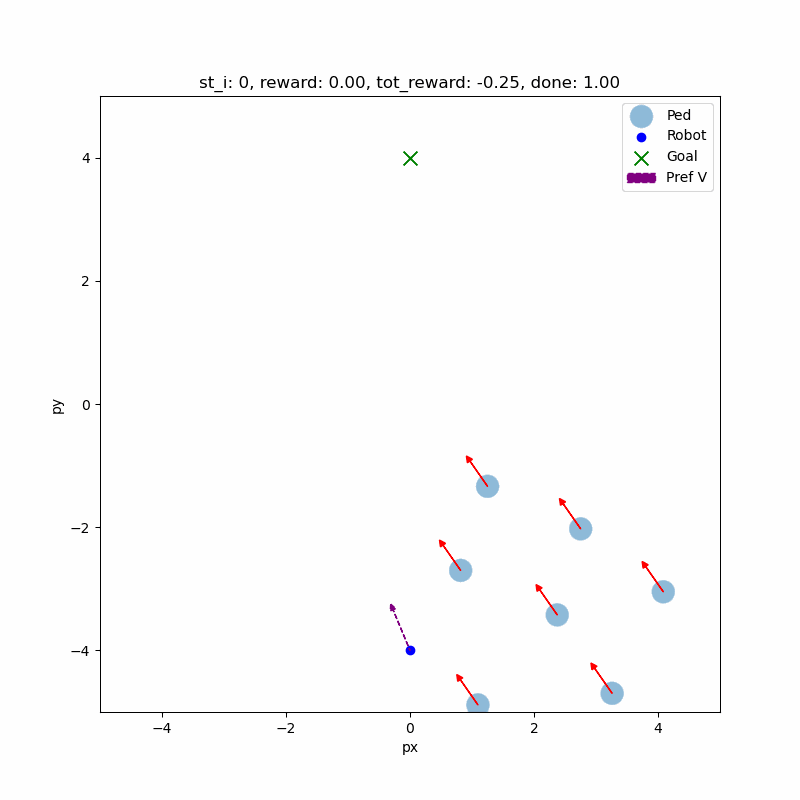 st_i: 0, reward: 0.00, tot_reward: -0.25, done: 1.00
Ped
Robot
Goal
Pref V
4
2
0
−2
−4
py
−4
−2
0
2
4
px